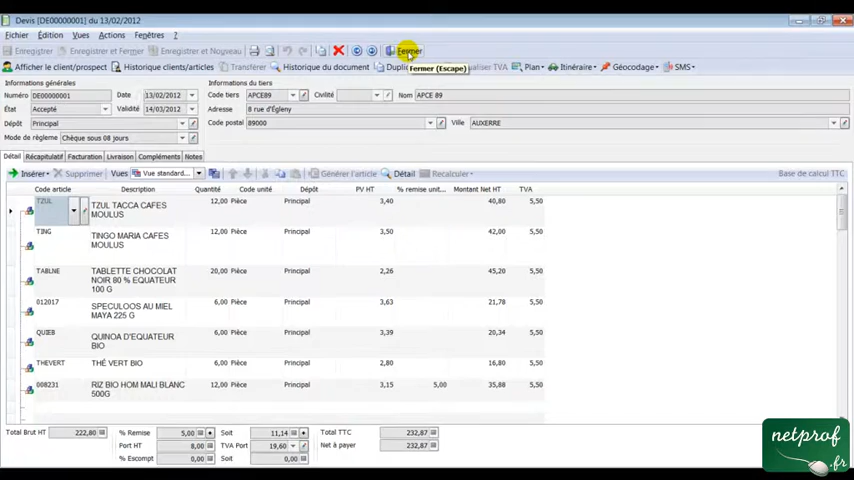 Devis [DE00000001] du 13/02/2012
Fichier Édition Vues Actions Fenêtres ?
Enregistrer Enregistrer et Fermer Enregistrer et Nouveau Fermer
Fermer (Escape)
Afficher le client/prospect Historique clients/articles Transférer Historique du document Dupli TVA Plan Itinéraire Géocodage SMS
Informations générales
Numéro DE00000001 Date 13/02/2012
État Accepté Validité 14/03/2012
Dépôt Principal
Mode de règleme Chèque sous 08 jours
Informations du tiers
Code tiers APCE89 Civilité Nom APCE 89
Adresse 8 rue d'Égleny
Code postal 89000 Ville AUXERRE
Détail Récapitulatif Facturation Livraison Compléments Notes
Insérer Supprimer Vues Vue standard... Générer l'article Détail Recalculer Base de calcul TTC
Code article Description Quantité Code unité Dépôt PV HT % remise unit... Montant Net HT TVA
TZUL TZUL TACCA CAFES MOULUS 12,00 Pièce Principal 3,40 40,80 5,50
TING TINGO MARIA CAFES MOULUS 12,00 Pièce Principal 3,50 42,00 5,50
TABLNE TABLETTE CHOCOLAT NOIR 80 % EQUATEUR 100 G 20,00 Pièce Principal 2,26 45,20 5,50
012017 SPECULOOS AU MIEL MAYA 225 G 6,00 Pièce Principal 3,63 21,78 5,50
QUIEB QUINOA D'EQUATEUR BIO 6,00 Pièce Principal 3,39 20,34 5,50
THEVERT THÉ VERT BIO 6,00 Pièce Principal 2,80 16,80 5,50
008231 RIZ BIO HOM MALI BLANC 500G 12,00 Pièce Principal 3,15 5,00 35,88 5,50
Total Brut HT 222,80 % Remise 5,00 Soit 11,14 Total TTC 232,87
Port HT 8,00 TVA Port 19,60 Net à payer 232,87
% Escompt 0,00 Soit 0,00
netprof
.fr